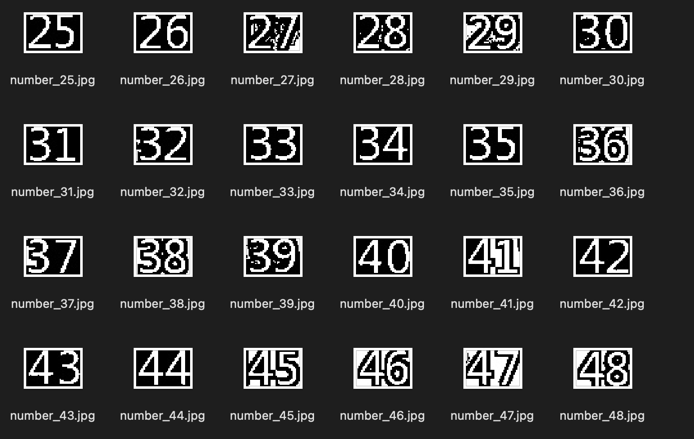 25 26 27 28 29 30
number_25.jpg number_26.jpg number_27.jpg number_28.jpg number_29.jpg number_30.jpg
31 32 33 34 35 36
number_31.jpg number_32.jpg number_33.jpg number_34.jpg number_35.jpg number_36.jpg
37 38 39 40 41 42
number_37.jpg number_38.jpg number_39.jpg number_40.jpg number_41.jpg number_42.jpg
43 44 45 46 47 48
number_43.jpg number_44.jpg number_45.jpg number_46.jpg number_47.jpg number_48.jpg